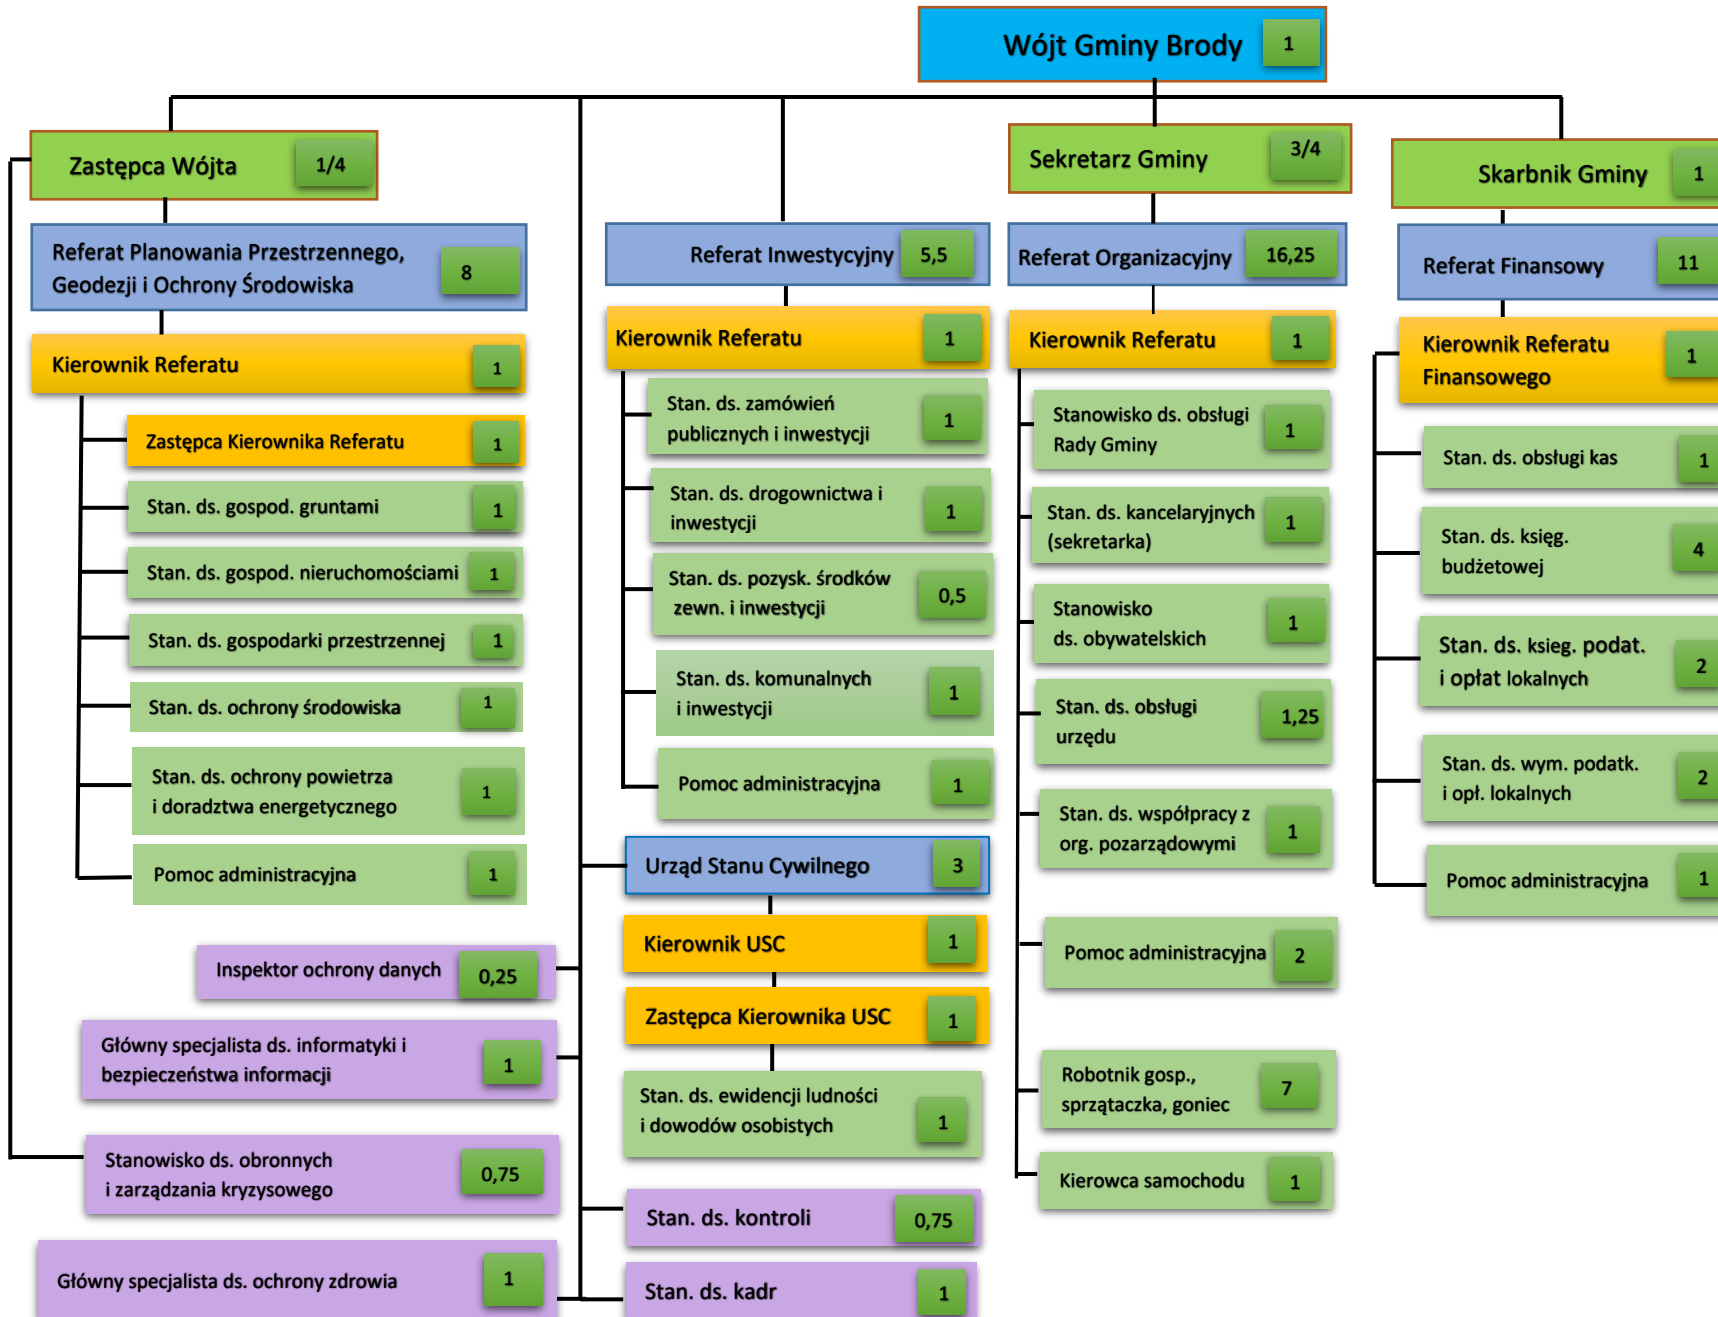 Wójt Gminy Brody 1
Zastępca Wójta 1/4
Referat Planowania Przestrzennego,
Geodezji i Ochrony Środowiska
8
Kierownik Referatu 1
Zastępca Kierownika Referatu 1
Stan. ds. gospod. gruntami 1
Stan. ds. gospod. nieruchomościami 1
Stan. ds. gospodarki przestrzennej 1
Stan. ds. ochrony środowiska 1
Stan. ds. ochrony powietrza
i doradztwa energetycznego
1
Pomoc administracyjna 1
Inspektor ochrony danych 0,25
Główny specjalista ds. informatyki i
bezpieczeństwa informacji
1
Stanowisko ds. obronnych
i zarządzania kryzysowego
0,75
Główny specjalista ds. ochrony zdrowia 1
Referat Inwestycyjny 5,5
Kierownik Referatu 1
Stan. ds. zamówień
publicznych i inwestycji
1
Stan. ds. drogownictwa i
inwestycji
1
Stan. ds. pozysk. środków
zewn. i inwestycji
0,5
Stan. ds. komunalnych
i inwestycji
1
Pomoc administracyjna 1
Urząd Stanu Cywilnego 3
Kierownik USC 1
Zastępca Kierownika USC 1
Stan. ds. ewidencji ludności
i dowodów osobistych
1
Stan. ds. kontroli 0,75
Stan. ds. kadr 1
Sekretarz Gminy 3/4
Referat Organizacyjny 16,25
Kierownik Referatu 1
Stanowisko ds. obsługi
Rady Gminy
1
Stan. ds. kancelaryjnych
(sekretarka)
1
Stanowisko
ds. obywatelskich
1
Stan. ds. obsługi
urzędu
1,25
Stan. ds. współpracy z
org. pozarządowymi
1
Pomoc administracyjna 2
Robotnik gosp.,
sprzątaczka, goniec
7
Kierowca samochodu 1
Skarbnik Gminy 1
Referat Finansowy 11
Kierownik Referatu
Finansowego
1
Stan. ds. obsługi kas 1
Stan. ds. księg.
budżetowej
4
Stan. ds. ksieg. podat.
i opłat lokalnych
2
Stan. ds. wym. podatk.
i opł. lokalnych
2
Pomoc administracyjna 1